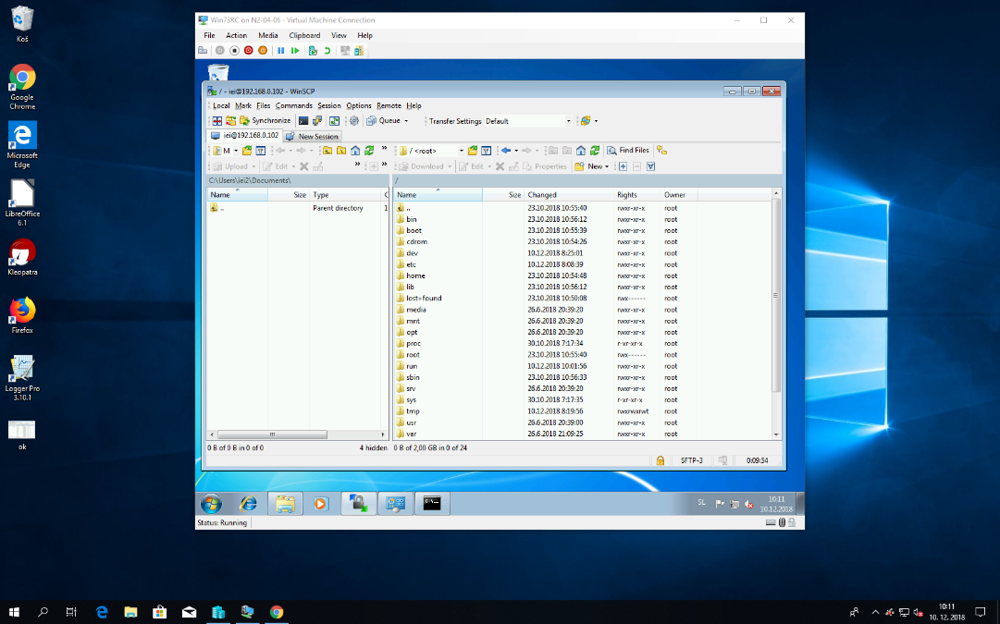 Koš
Google Chrome
Microsoft Edge
LibreOffice 6.1
Kleopatra
Firefox
Logger Pro 3.10.1
ok
Win73RC on N2-04-06 - Virtual Machine Connection
File Action Media Clipboard View Help
/ - iei@192.168.0.102 - WinSCP
Local Mark Files Commands Session Options Remote Help
Synchronize Queue Transfer Settings Default
iei@192.168.0.102 New Session
M / <root> Find Files
Upload Edit Download Edit Properties New
C:\Users\iei2\Documents\ /
Name Size Type C Name Size Changed Rights Owner
.. Parent directory 1 .. 23.10.2018 10:55:40 rwxr-xr-x root
bin 23.10.2018 10:56:12 rwxr-xr-x root
boot 23.10.2018 10:55:39 rwxr-xr-x root
cdrom 23.10.2018 10:54:26 rwxr-xr-x root
dev 10.12.2018 8:25:01 rwxr-xr-x root
etc 10.12.2018 8:08:39 rwxr-xr-x root
home 23.10.2018 10:54:48 rwxr-xr-x root
lib 23.10.2018 10:56:12 rwxr-xr-x root
lost+found 23.10.2018 10:50:08 rwx------ root
media 26.6.2018 20:39:20 rwxr-xr-x root
mnt 26.6.2018 20:39:20 rwxr-xr-x root
opt 26.6.2018 20:39:20 rwxr-xr-x root
proc 30.10.2018 7:17:34 r-xr-xr-x root
root 23.10.2018 10:55:40 rwx------ root
run 10.12.2018 10:01:56 rwxr-xr-x root
sbin 23.10.2018 10:56:33 rwxr-xr-x root
srv 26.6.2018 20:39:20 rwxr-xr-x root
sys 30.10.2018 7:17:35 r-xr-xr-x root
tmp 10.12.2018 8:19:56 rwxrwxrwt root
usr 26.6.2018 20:39:00 rwxr-xr-x root
var 26.6.2018 21:09:25 rwxr-xr-x root
0 B of 0 B in 0 of 0 4 hidden 0 B of 2,00 GB in 0 of 24
SFTP-3 0:09:54
SL 10:11
10.12.2018
Status: Running
10:11
10. 12. 2018